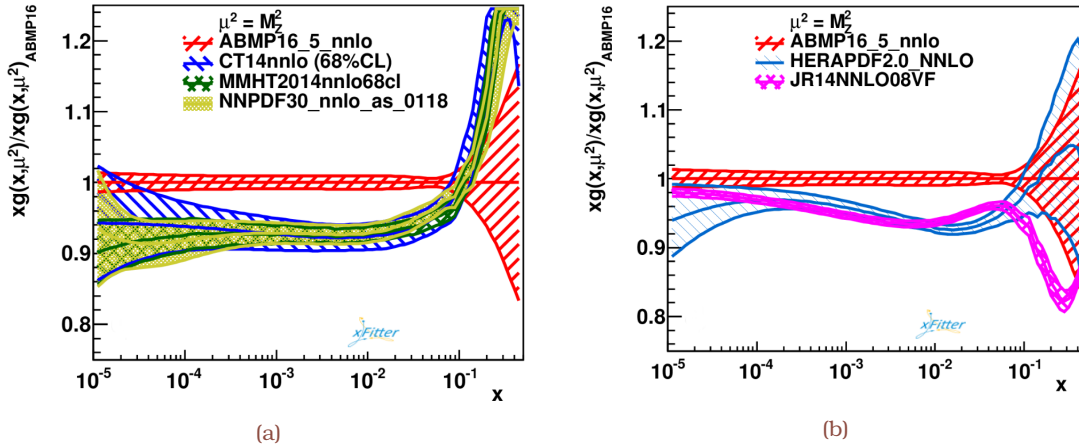 μ² = M_Z²
ABMP16_5_nnlo
CT14nnlo (68%CL)
MMHT2014nnlo68cl
NNPDF30_nnlo_as_0118
xg(x,μ²)/xg(x,μ²)_ABMP16
1.2
1.1
1
0.9
0.8
10⁻⁵
10⁻⁴
10⁻³
10⁻²
10⁻¹
x
xFitter
(a)
μ² = M_Z²
ABMP16_5_nnlo
HERAPDF2.0_NNLO
JR14NNLO08VF
xg(x,μ²)/xg(x,μ²)_ABMP16
1.2
1.1
1
0.9
0.8
10⁻⁵
10⁻⁴
10⁻³
10⁻²
10⁻¹
x
xFitter
(b)